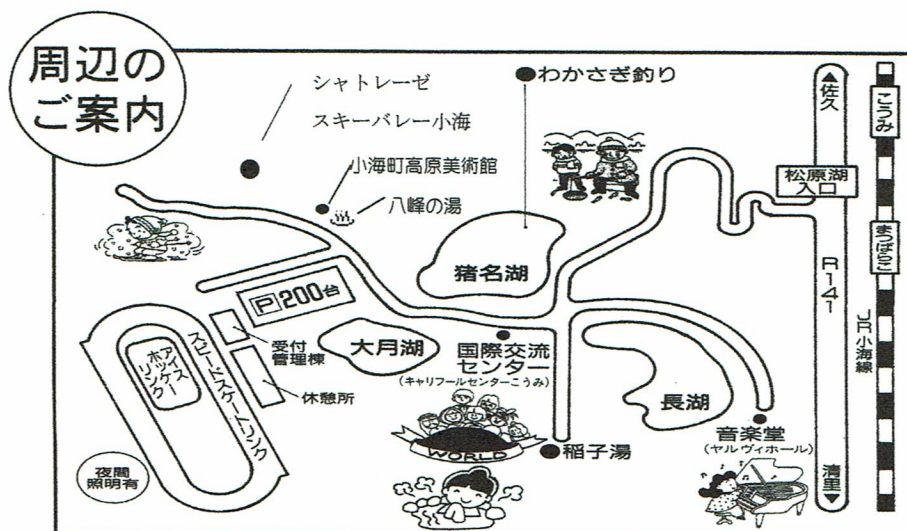 周辺の
ご案内
シャトレーゼ
スキーバレー小海
小海町高原美術館
八峰の湯
●わかさぎ釣り
▲佐久
こうみ
松原湖
入口
まつばらこ
R141
JR小海線
清里▼
猪名湖
P 200台
受付
管理棟
休憩所
スピードスケートリンク
アイス
ホッケー
リンク
夜間
照明有
大月湖
国際交流
センター
(キャリフールセンターこうみ)
WORLD
●稲子湯
長湖
音楽堂
(ヤルヴィホール)